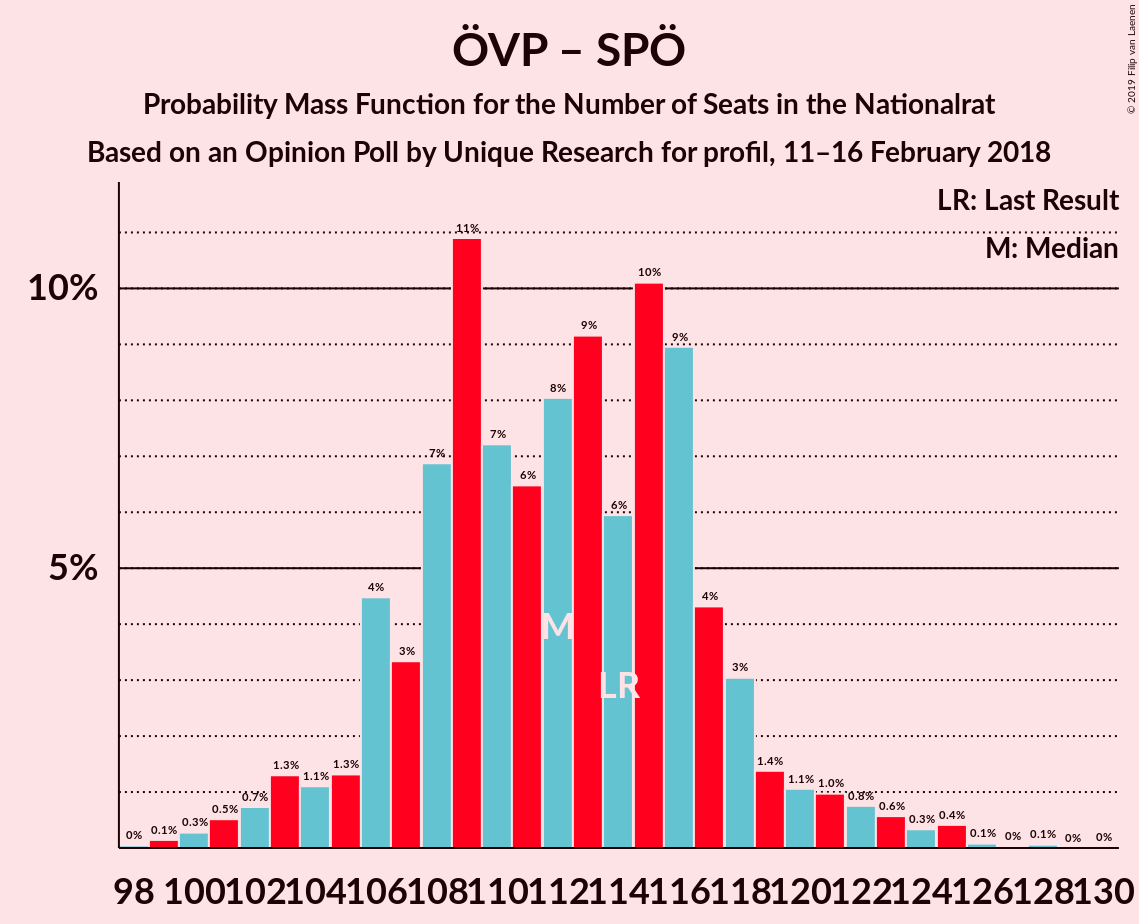 ÖVP – SPÖ
Probability Mass Function for the Number of Seats in the Nationalrat
Based on an Opinion Poll by Unique Research for profil, 11–16 February 2018
© 2019 Filip van Laenen
LR: Last Result
M: Median
10%
5%
0% 0.1% 0.3% 0.5% 0.7% 1.3% 1.1% 1.3% 4% 3% 7% 11% 7% 6% 8% 9% 6% 10% 9% 4% 3% 1.4% 1.1% 1.0% 0.8% 0.6% 0.3% 0.4% 0.1% 0% 0.1% 0% 0%
M
LR
98 100 102 104 106 108 110 112 114 116 118 120 122 124 126 128 130